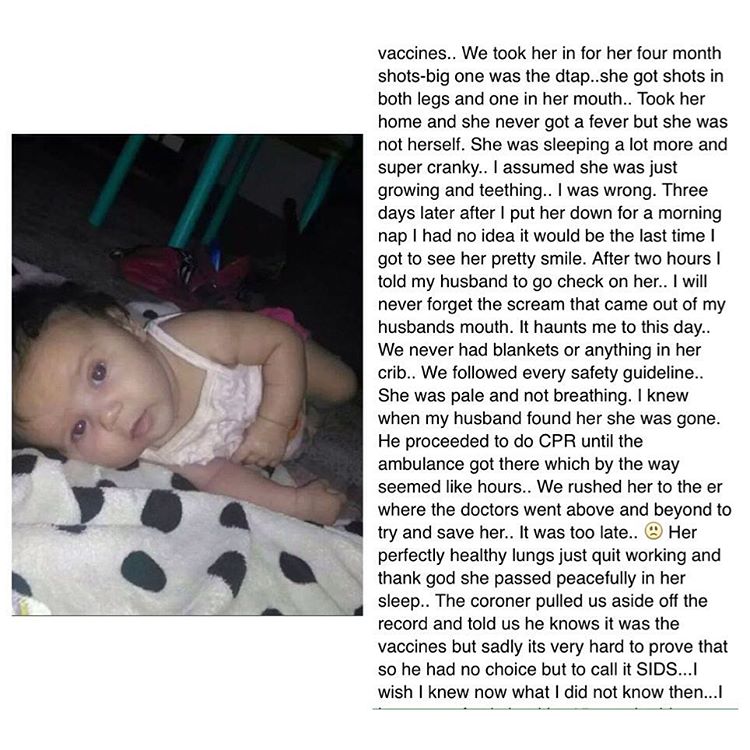 vaccines.. We took her in for her four month
shots-big one was the dtap..she got shots in
both legs and one in her mouth.. Took her
home and she never got a fever but she was
not herself. She was sleeping a lot more and
super cranky.. I assumed she was just
growing and teething.. I was wrong. Three
days later after I put her down for a morning
nap I had no idea it would be the last time I
got to see her pretty smile. After two hours I
told my husband to go check on her.. I will
never forget the scream that came out of my
husbands mouth. It haunts me to this day..
We never had blankets or anything in her
crib.. We followed every safety guideline..
She was pale and not breathing. I knew
when my husband found her she was gone.
He proceeded to do CPR until the
ambulance got there which by the way
seemed like hours.. We rushed her to the er
where the doctors went above and beyond to
try and save her.. It was too late.. 🙁 Her
perfectly healthy lungs just quit working and
thank god she passed peacefully in her
sleep.. The coroner pulled us aside off the
record and told us he knows it was the
vaccines but sadly its very hard to prove that
so he had no choice but to call it SIDS...I
wish I knew now what I did not know then...I